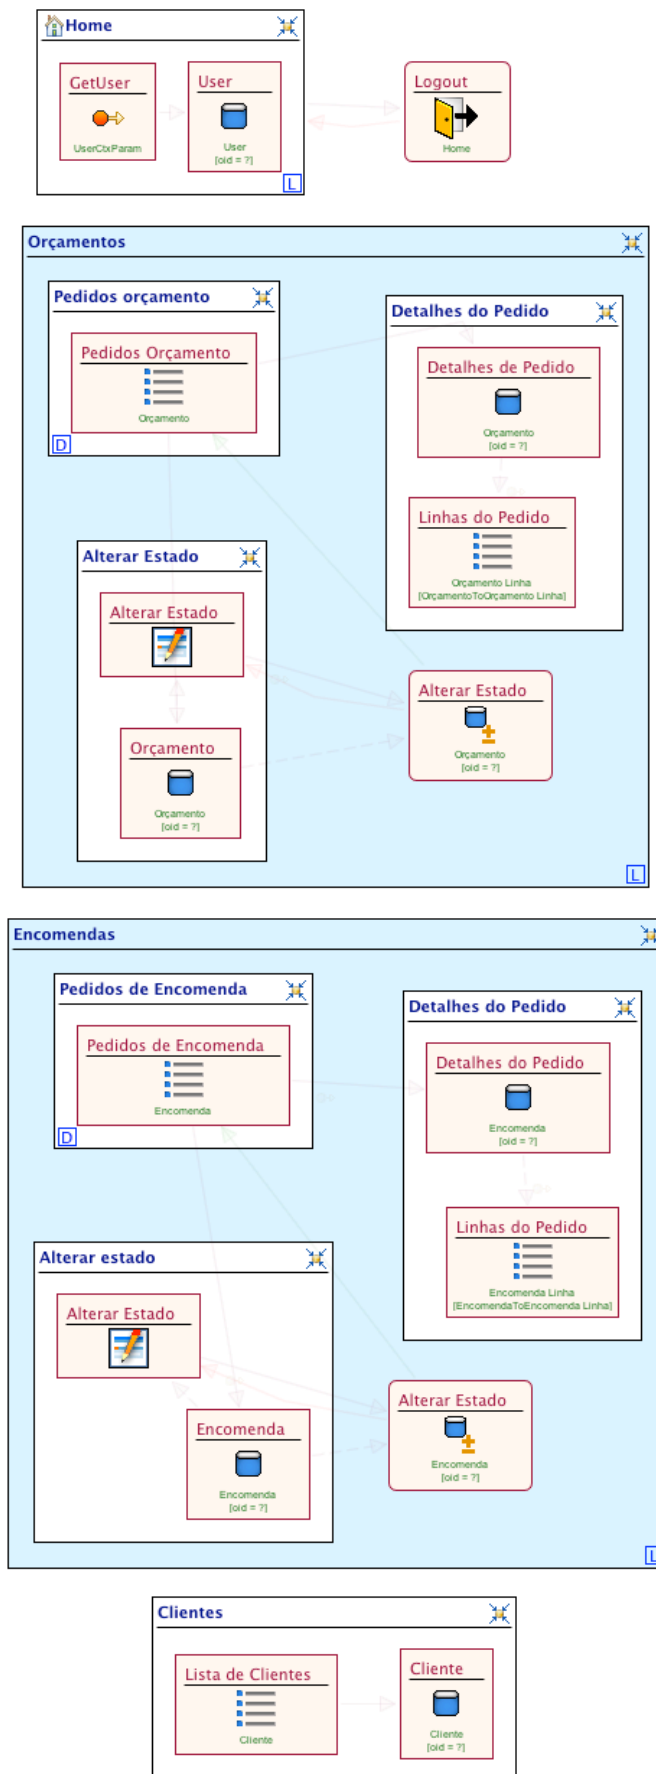 Home
GetUser
UserCtxParam
User
User
[oid = ?]
L
Logout
Home
Orçamentos
Pedidos orçamento
Pedidos Orçamento
Orçamento
D
Detalhes do Pedido
Detalhes de Pedido
Orçamento
[oid = ?]
Linhas do Pedido
Orçamento Linha
[OrçamentoToOrçamento Linha]
Alterar Estado
Alterar Estado
Orçamento
Orçamento
[oid = ?]
Alterar Estado
Orçamento
[oid = ?]
L
Encomendas
Pedidos de Encomenda
Pedidos de Encomenda
Encomenda
D
Detalhes do Pedido
Detalhes do Pedido
Encomenda
[oid = ?]
Linhas do Pedido
Encomenda Linha
[EncomendaToEncomenda Linha]
Alterar estado
Alterar Estado
Encomenda
Encomenda
[oid = ?]
Alterar Estado
Encomenda
[oid = ?]
L
Clientes
Lista de Clientes
Cliente
Cliente
Cliente
[oid = ?]